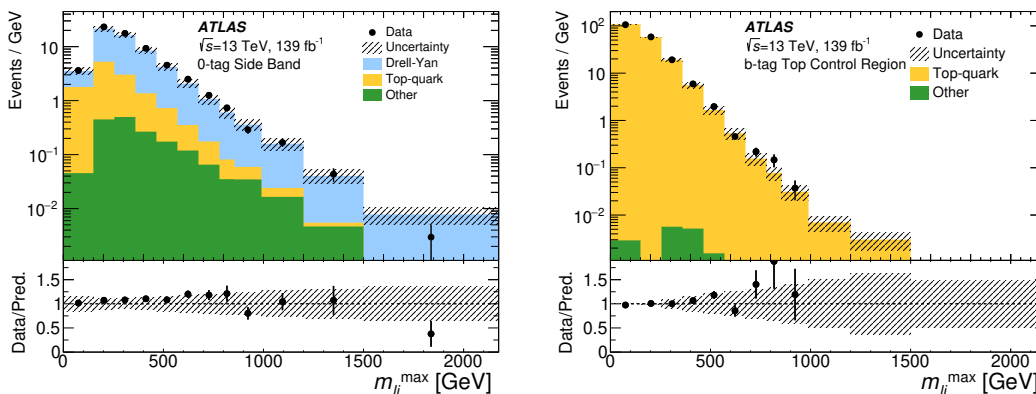 Events / GeV
10
1
10⁻¹
10⁻²
ATLAS
√s=13 TeV, 139 fb⁻¹
0-tag Side Band
Data
Uncertainty
Drell-Yan
Top-quark
Other
Data/Pred.
1.5
1
0.5
0
0 500 1000 1500 2000
m_lj^max [GeV]
Events / GeV
10²
10
1
10⁻¹
10⁻²
ATLAS
√s=13 TeV, 139 fb⁻¹
b-tag Top Control Region
Data
Uncertainty
Top-quark
Other
Data/Pred.
1.5
1
0.5
0
0 500 1000 1500 2000
m_lj^max [GeV]